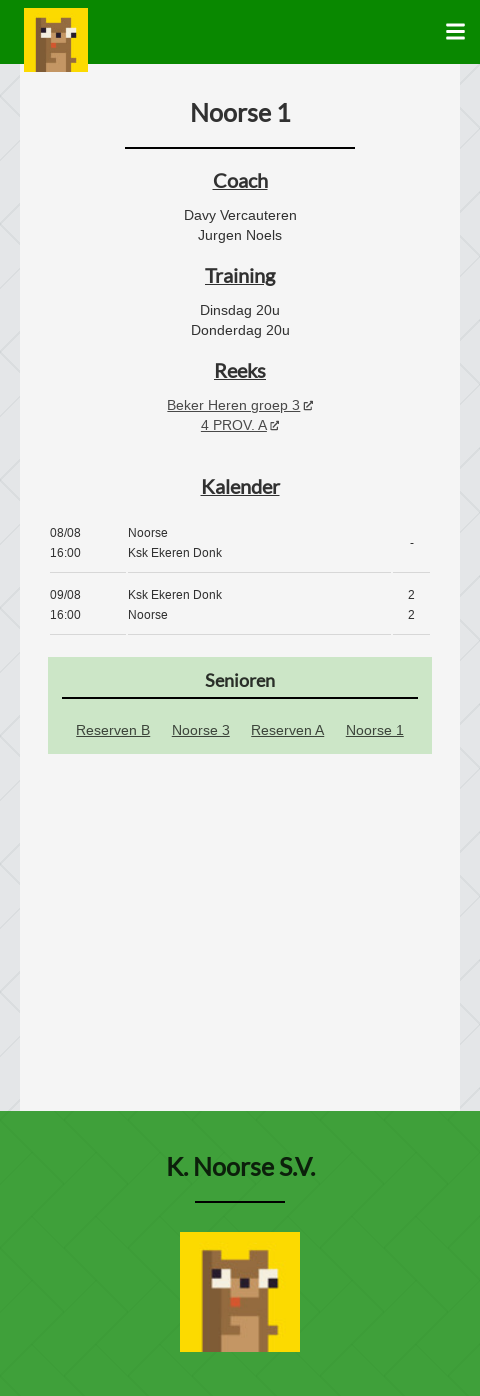 Noorse 1
Coach
Davy Vercauteren
Jurgen Noels
Training
Dinsdag 20u
Donderdag 20u
Reeks
Beker Heren groep 3
4 PROV. A
Kalender
08/08 Noorse
16:00 Ksk Ekeren Donk
-
09/08 Ksk Ekeren Donk 2
16:00 Noorse 2
Senioren
Reserven B Noorse 3 Reserven A Noorse 1
K. Noorse S.V.